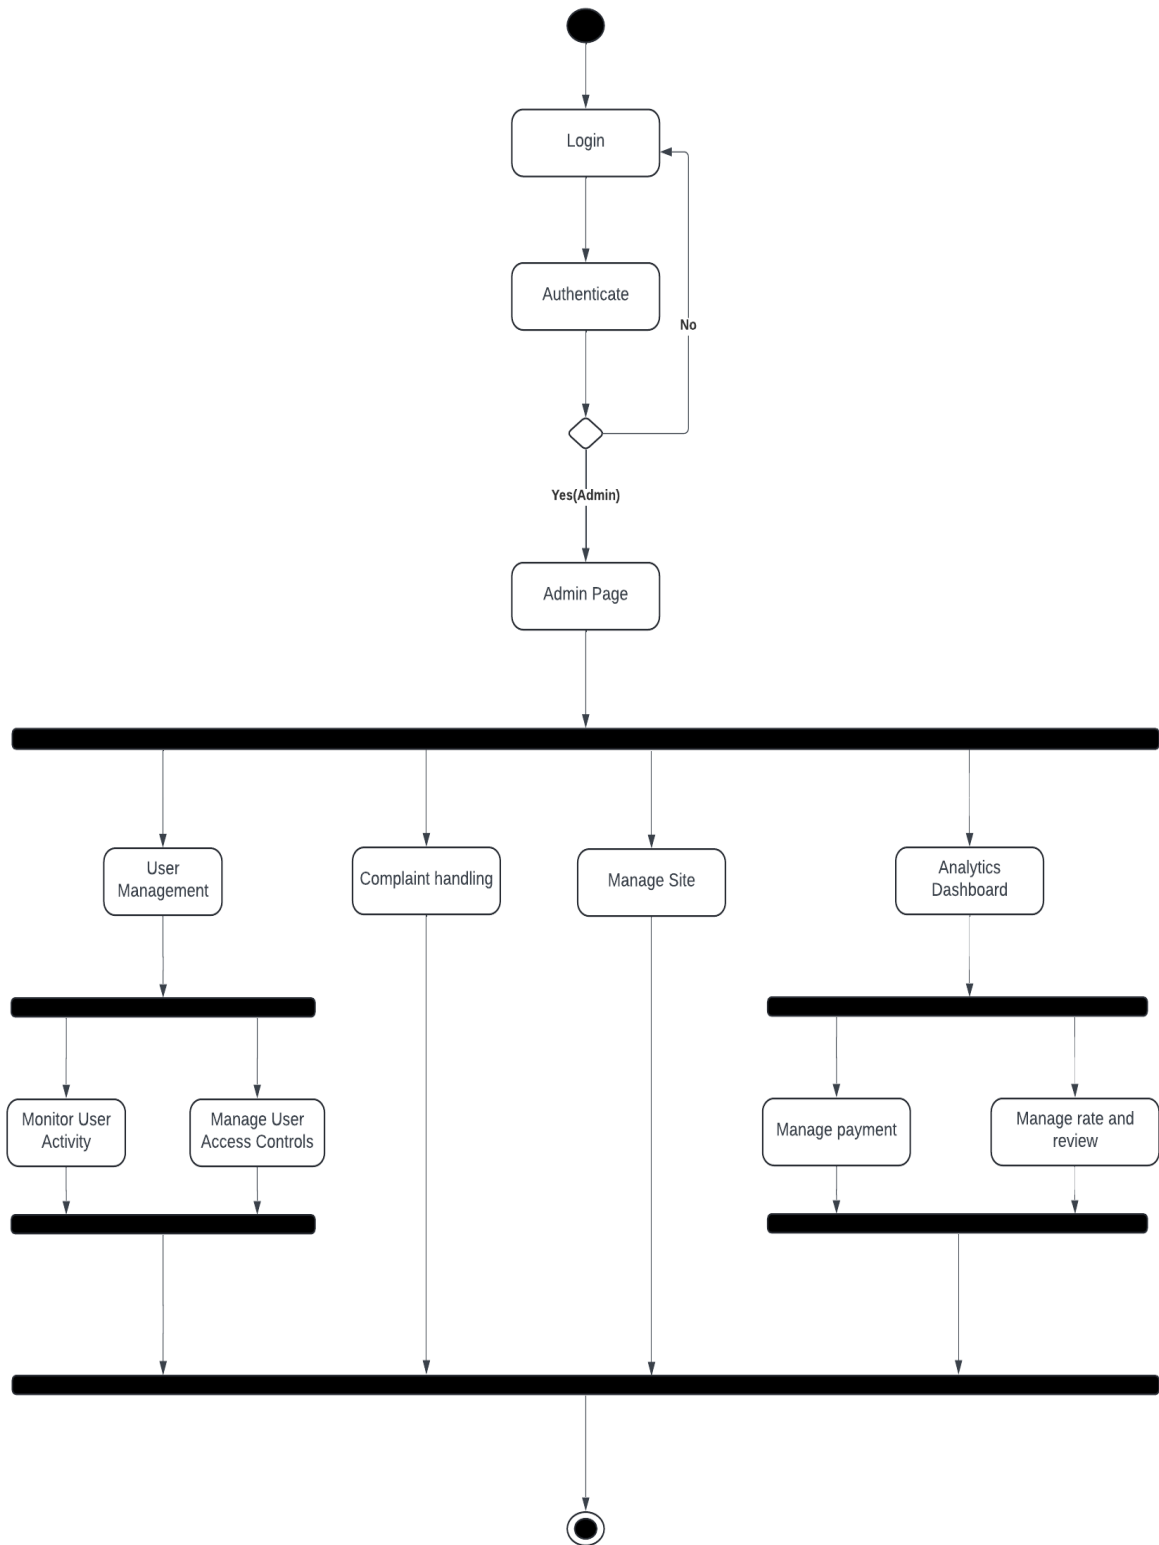 Login
Authenticate
No
Yes(Admin)
Admin Page
User
Management
Complaint handling
Manage Site
Analytics
Dashboard
Monitor User
Activity
Manage User
Access Controls
Manage payment
Manage rate and
review